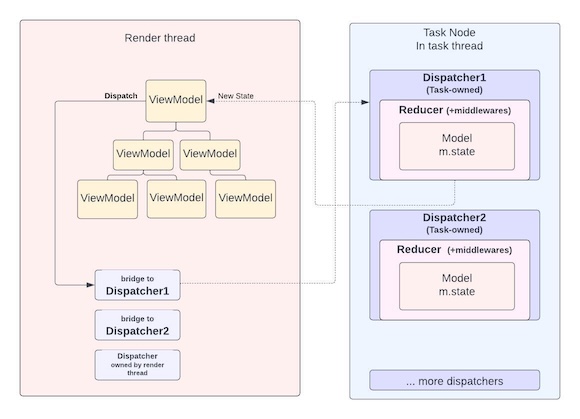 Render thread
Dispatch
ViewModel
New State
ViewModel
ViewModel
ViewModel
ViewModel
ViewModel
bridge to
Dispatcher1
bridge to
Dispatcher2
Dispatcher
owned by render
thread
Task Node
In task thread
Dispatcher1
(Task-owned)
Reducer (+middlewares)
Model
m.state
Dispatcher2
(Task-owned)
Reducer (+middlewares)
Model
m.state
... more dispatchers